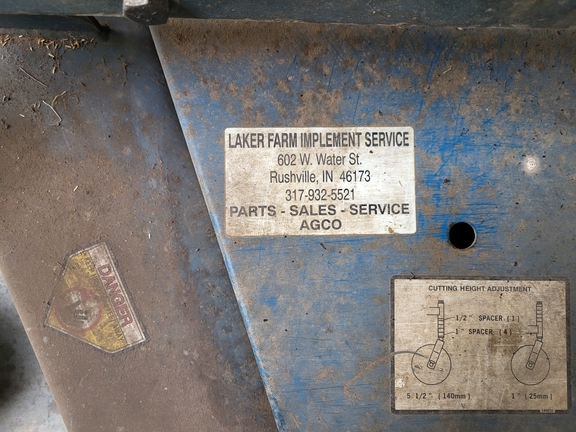 LAKER FARM IMPLEMENT SERVICE
602 W. Water St.
Rushville, IN 46173
317-932-5521
PARTS - SALES - SERVICE
AGCO
DANGER
CUTTING HEIGHT ADJUSTMENT
1/2" SPACER (1)
1" SPACER (4)
5 1/2" (140mm) 1" (25mm)